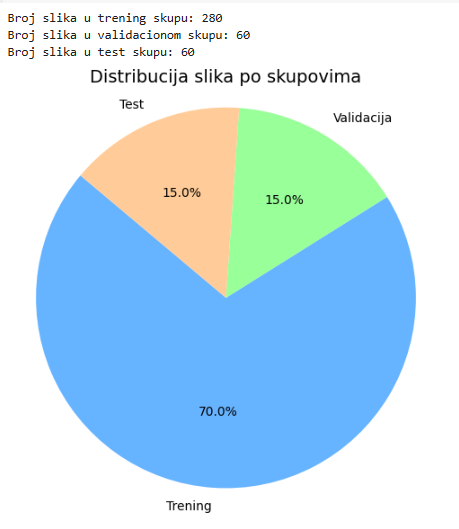 Broj slika u trening skupu: 280
Broj slika u validacionom skupu: 60
Broj slika u test skupu: 60
Distribucija slika po skupovima
Test
Validacija
15.0%
15.0%
70.0%
Trening